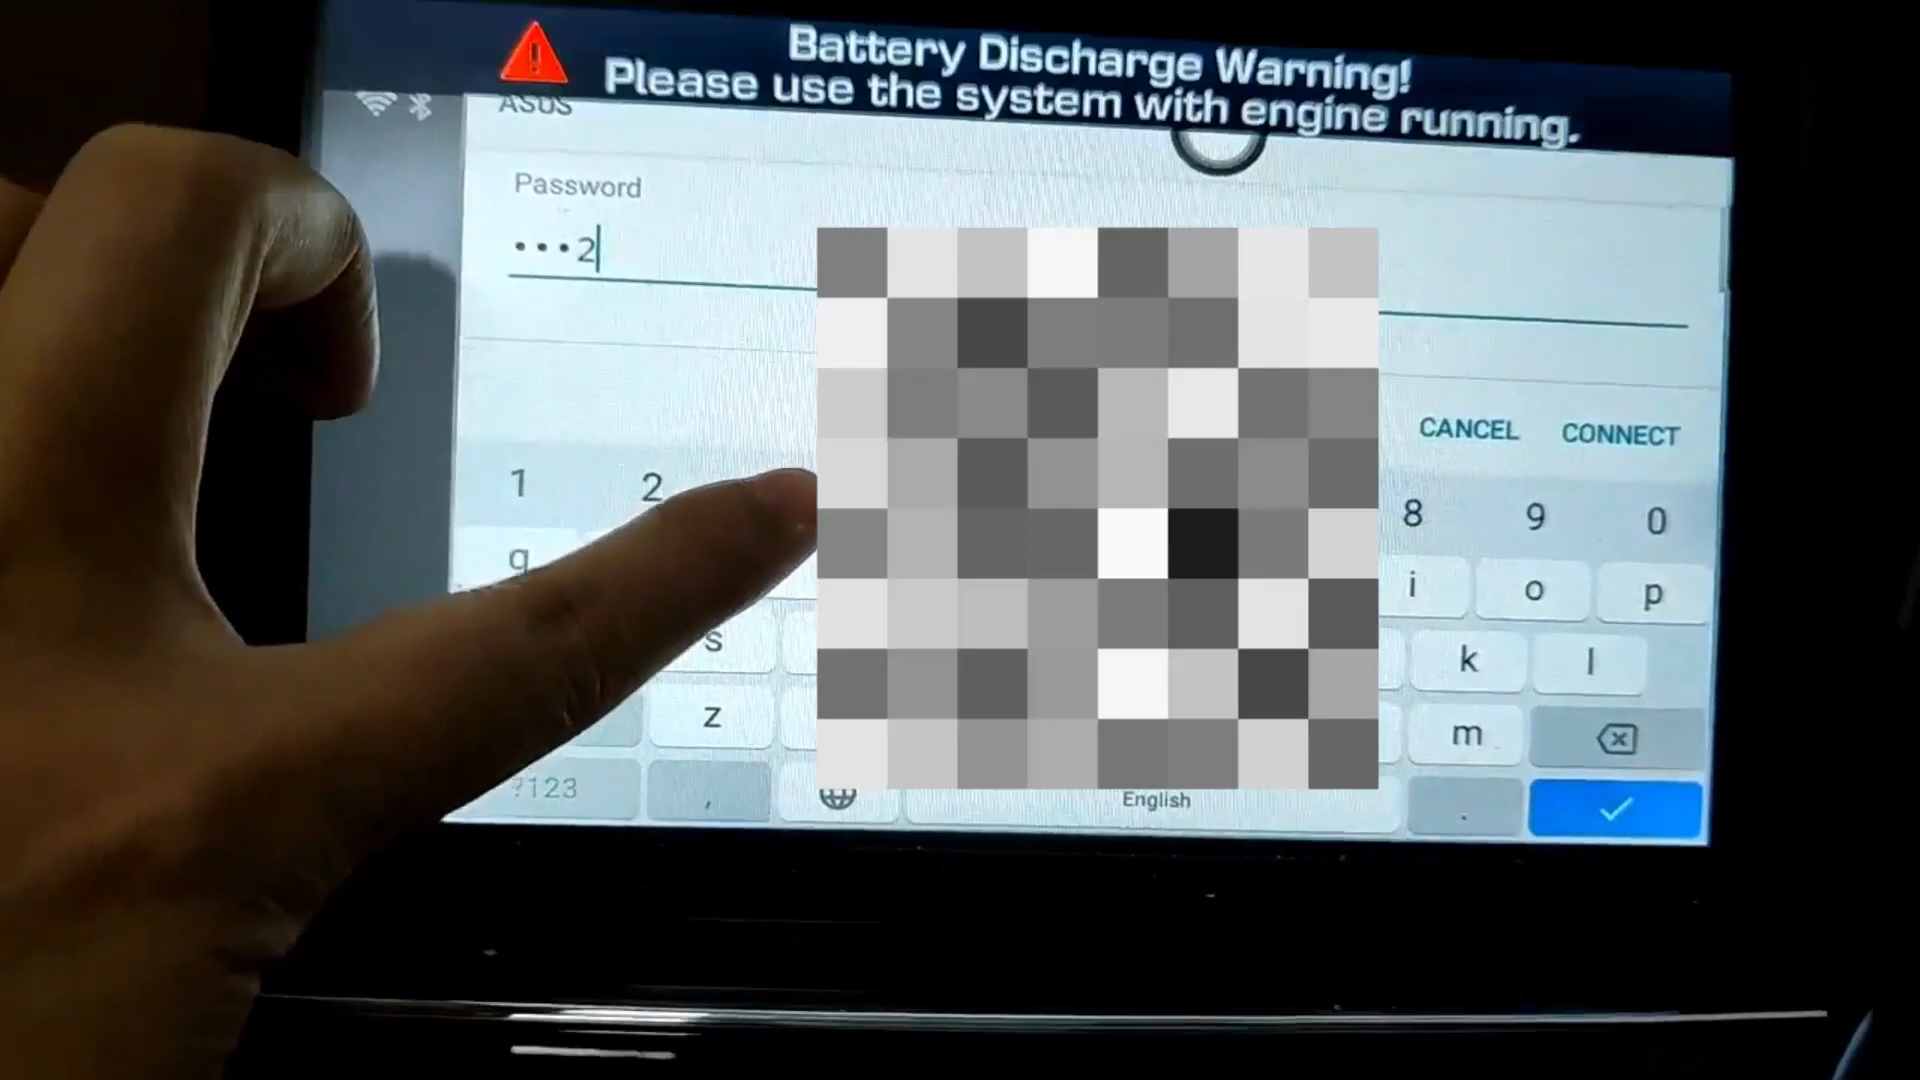 Battery Discharge Warning!
Please use the system with engine running.
ASUS
Password
•••2
CANCEL CONNECT
1 2 8 9 0
q i o p
s k l
z m
?123 , English .